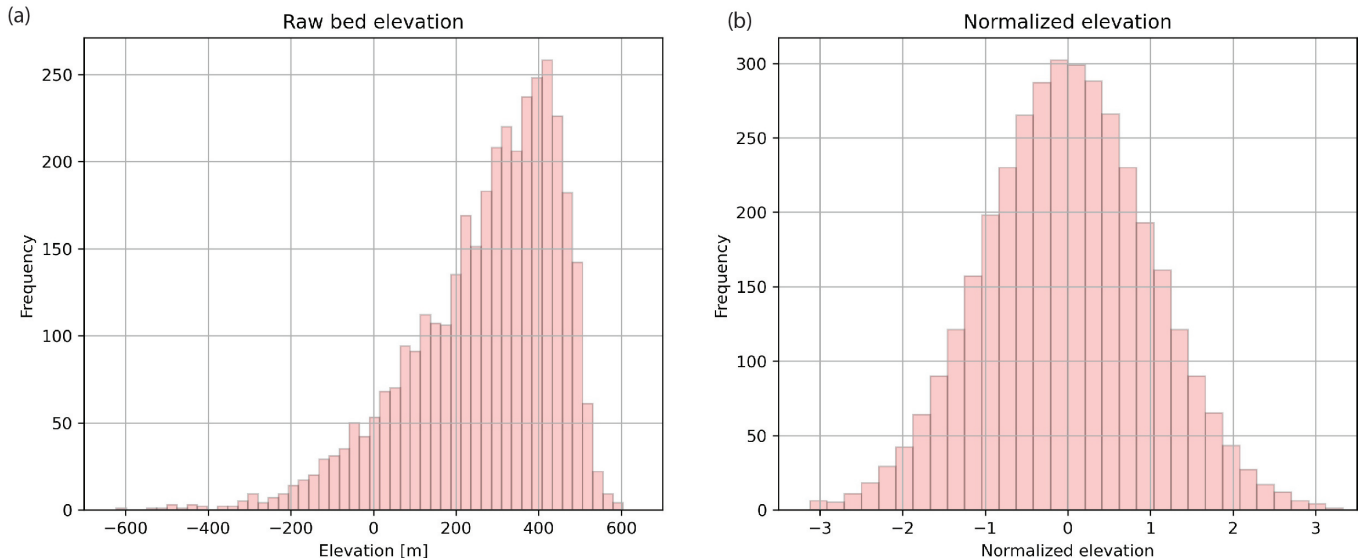 (a)
Raw bed elevation
250
200
150
100
50
0
Frequency
−600 −400 −200 0 200 400 600
Elevation [m]
(b)
Normalized elevation
300
250
200
150
100
50
0
Frequency
−3 −2 −1 0 1 2 3
Normalized elevation